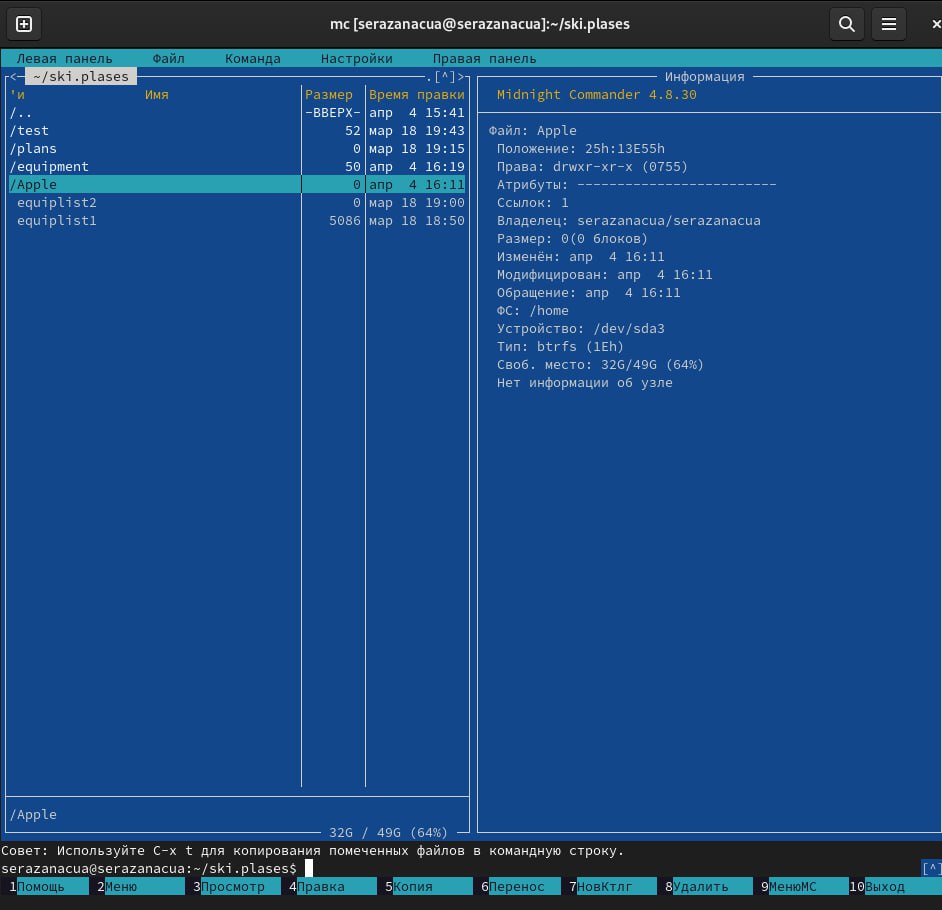 mc [serazanacua@serazanacua]:~/ski.plases
Левая панель Файл Команда Настройки Правая панель
<─ ~/ski.plases .[^]>
'и Имя Размер Время правки
/.. -ВВЕРХ- апр 4 15:41
/test 52 мар 18 19:43
/plans 0 мар 18 19:15
/equipment 50 апр 4 16:19
/Apple 0 апр 4 16:11
equiplist2 0 мар 18 19:00
equiplist1 5086 мар 18 18:50
/Apple
32G / 49G (64%)
Информация
Midnight Commander 4.8.30
Файл: Apple
Положение: 25h:13E55h
Права: drwxr-xr-x (0755)
Атрибуты: -------------------------
Ссылок: 1
Владелец: serazanacua/serazanacua
Размер: 0(0 блоков)
Изменён: апр 4 16:11
Модифицирован: апр 4 16:11
Обращение: апр 4 16:11
ФС: /home
Устройство: /dev/sda3
Тип: btrfs (1Eh)
Своб. место: 32G/49G (64%)
Нет информации об узле
Совет: Используйте C-x t для копирования помеченных файлов в командную строку.
serazanacua@serazanacua:~/ski.plases$ [^]
1Помощь 2Меню 3Просмотр 4Правка 5Копия 6Перенос 7НовКтлг 8Удалить 9МенюМС 10Выход